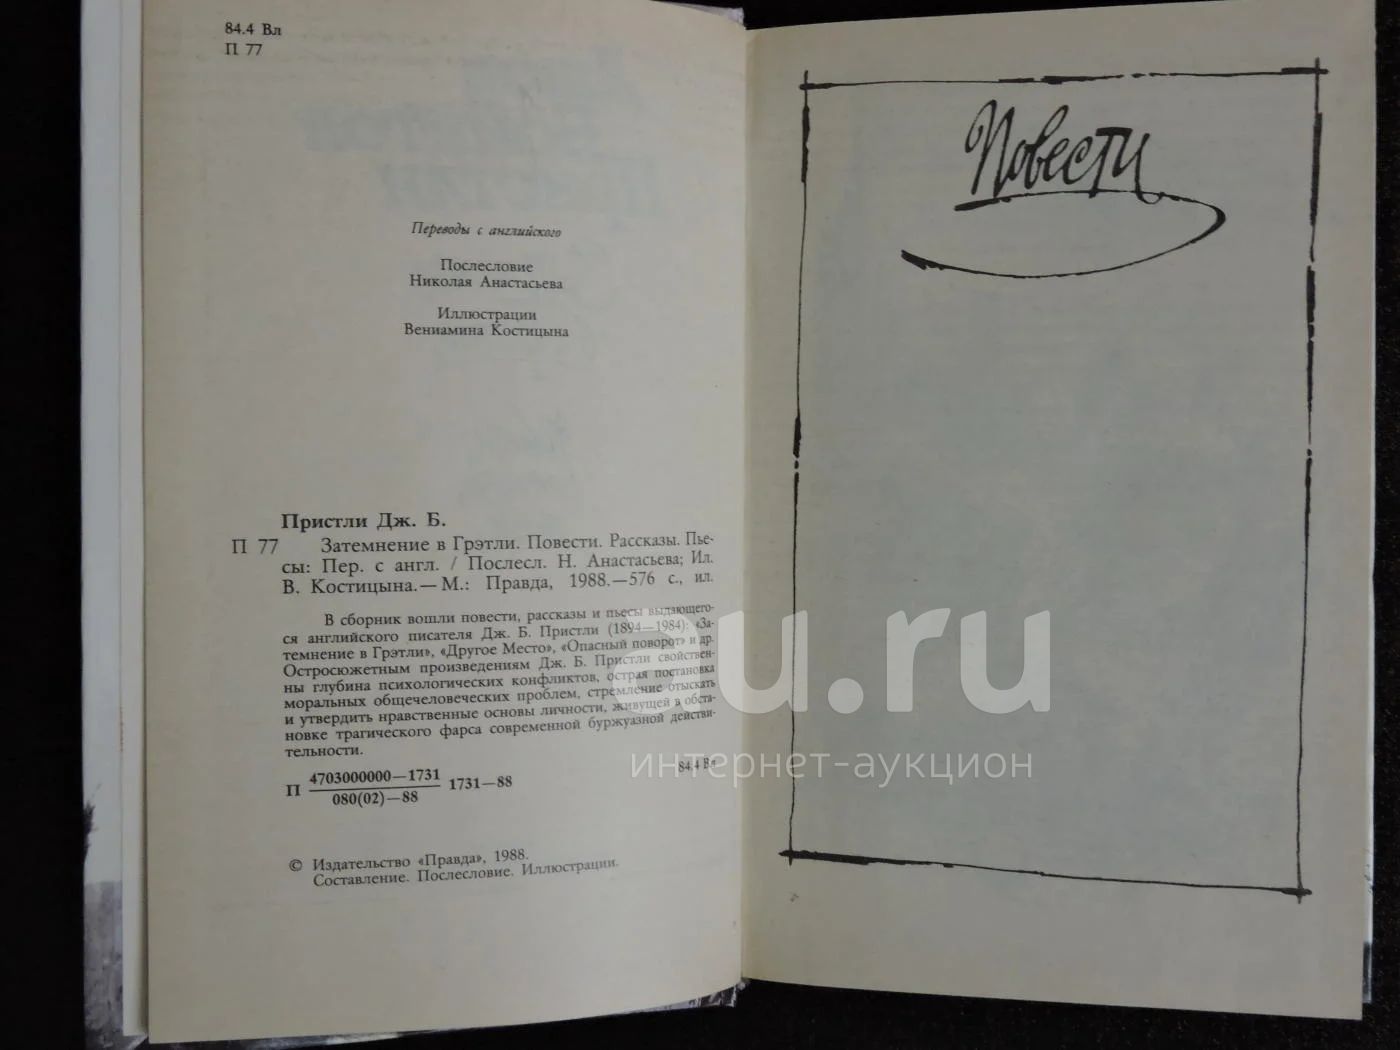 84.4 Вл
П 77
Переводы с английского
Послесловие
Николая Анастасьева
Иллюстрации
Вениамина Костицына
Пристли Дж. Б.
П 77 Затемнение в Грэтли. Повести. Рассказы. Пье-
сы: Пер. с англ. / Послесл. Н. Анастасьева; Ил.
В. Костицына.—М.: Правда, 1988.—576 с., ил.
В сборник вошли повести, рассказы и пьесы выдающего-
ся английского писателя Дж. Б. Пристли (1894—1984): «За-
темнение в Грэтли», «Другое Место», «Опасный поворот» и др.
Остросюжетным произведениям Дж. Б. Пристли свойствен-
ны глубина психологических конфликтов, острая постановка
моральных общечеловеческих проблем, стремление отыскать
и утвердить нравственные основы личности, живущей в обста-
новке трагического фарса современной буржуазной действи-
тельности.
84.4 Вл
П 4703000000—1731
080(02)—88 1731—88
© Издательство «Правда», 1988.
Составление. Послесловие. Иллюстрации.
Повести
au.ru
интернет-аукцион